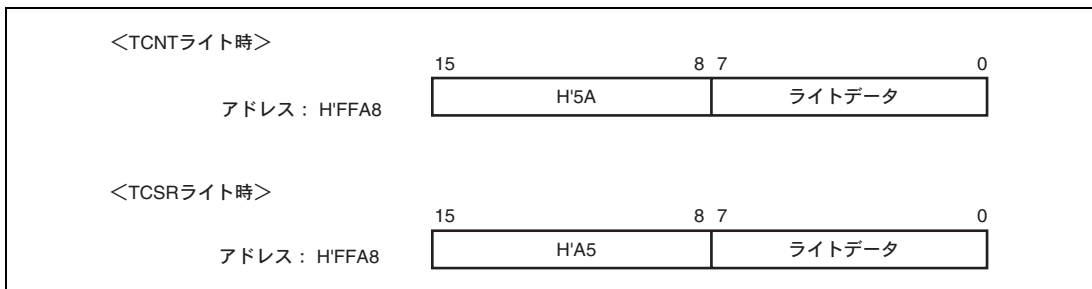 ＜TCNTライト時＞
15 8 7 0
アドレス： H'FFA8 H'5A ライトデータ
＜TCSRライト時＞
15 8 7 0
アドレス： H'FFA8 H'A5 ライトデータ